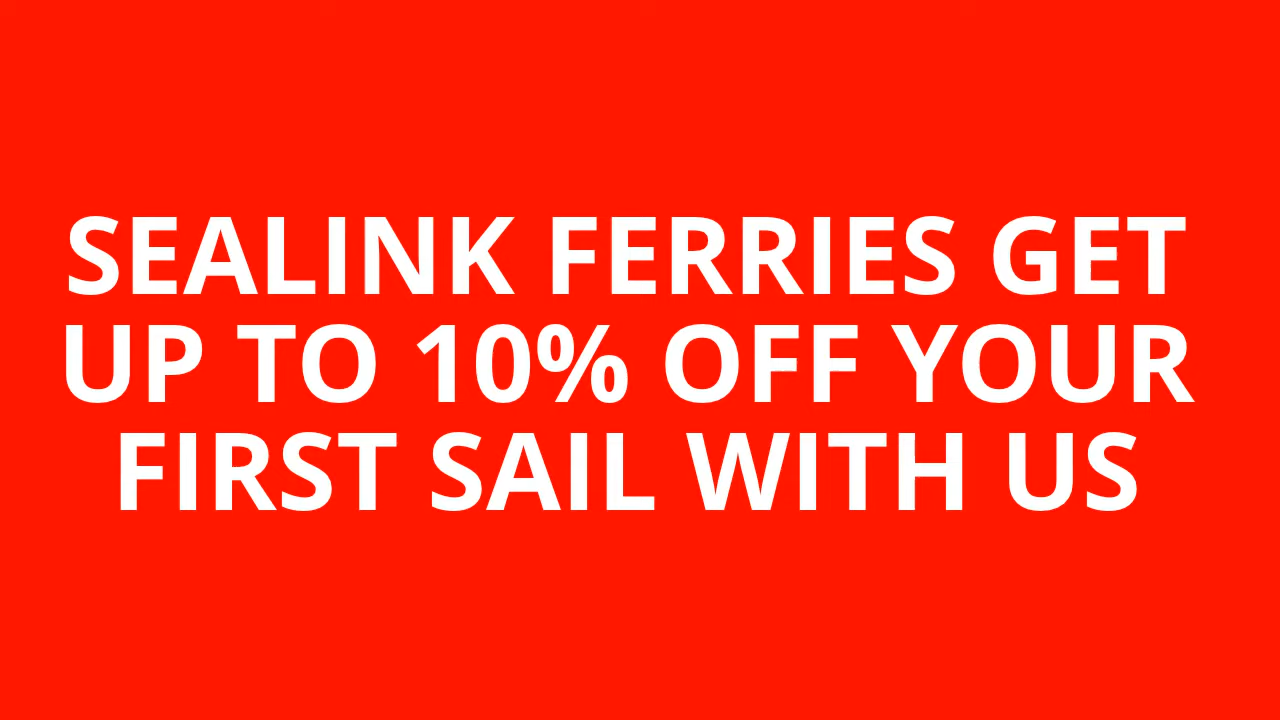 SEALINK FERRIES GET
UP TO 10% OFF YOUR
FIRST SAIL WITH US